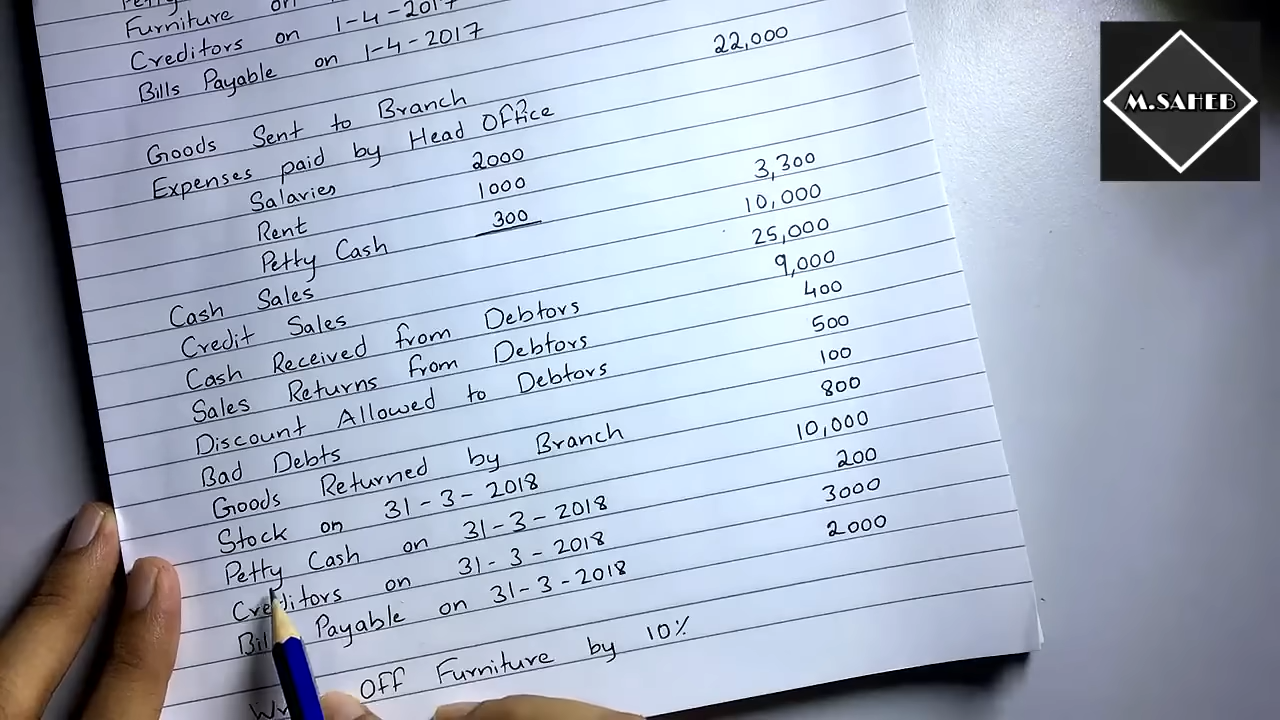 Furniture on
Creditors on 1-4-2017
Bills Payable on 1-4-2017
Goods Sent to Branch 22,000
Expenses paid by Head Office
Salaries 2000
Rent 1000
Petty Cash 300 3,300
Cash Sales 10,000
Credit Sales 25,000
Cash Received from Debtors 9,000
Sales Returns from Debtors 400
Discount Allowed to Debtors 500
Bad Debts 100
Goods Returned by Branch 800
Stock on 31-3-2018 10,000
Petty Cash on 31-3-2018 200
Creditors on 31-3-2018 3000
Bill Payable on 31-3-2018 2000
Off Furniture by 10%
M.SAHEB